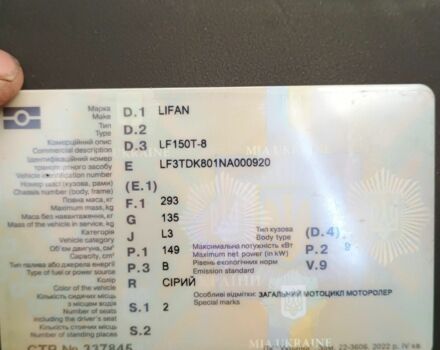 Марка
Make
D.1 LIFAN
Тип
Type
D.2
Комерційний опис
Commercial description
D.3 LF150T-8
MIA UKRAINE
Ідентифікаційний номер
транспортного засобу
Vehicle identification number
E LF3TDK801NA000920
Номер шасі (кузова, рами)
Chassis number (body, frame)
(E.1)
Повна маса, кг
Maximum mass, kg
F.1 293
Маса без навантаження, кг
Mass of the vehicle in service, kg
G 135
Категорія
Vehicle category
J L3
Тип кузова
Body type
(D.4)
Об'єм двигуна, см³
Capacity, cm³
P.1 149
Максимальна потужність кВт
Maximum net power (in kW)
P.2
Тип палива або джерела енергії
Type of fuel or power source
P.3 B
Рівень екологічних норм
Emission standard
V.9
Колір
Color of the vehicle
R СІРИЙ
Кількість сидячих місць
з місцем водія
Number of seats
including the driver's seat
S.1 2
Особливі відмітки: ЗАГАЛЬНИЙ МОТОЦИКЛ МОТОРОЛЕР
Special marks
Кількість стоячих місць
Number of standing places
S.2
MIA UKRAINE
СТР № 337845
22-3606, 2022 р, IV кв.